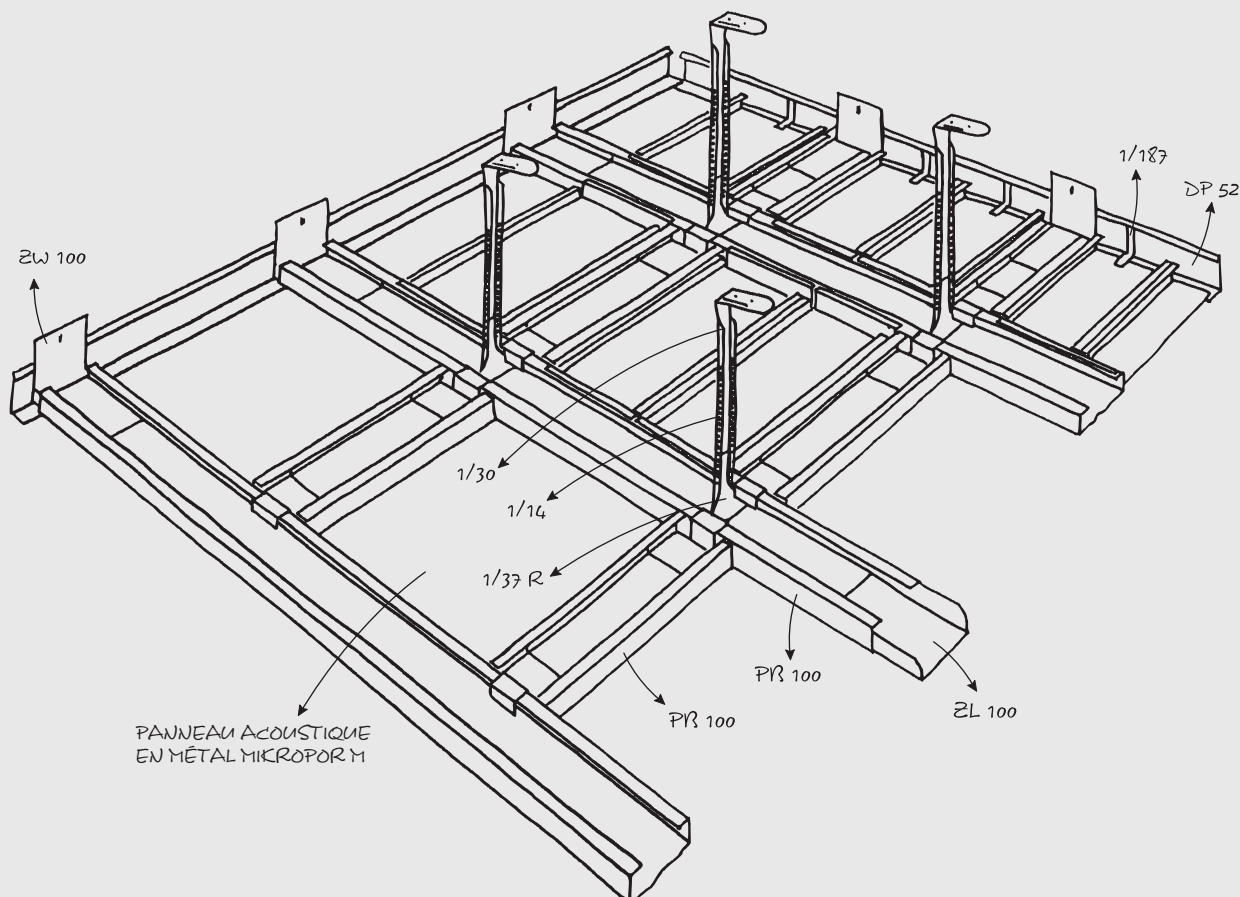 1/187
DP 52
ZW 100
1/30
1/14
1/37 R
PB 100
PB 100
ZL 100
PANNEAU ACOUSTIQUE
EN MÉTAL MIKROPOR M